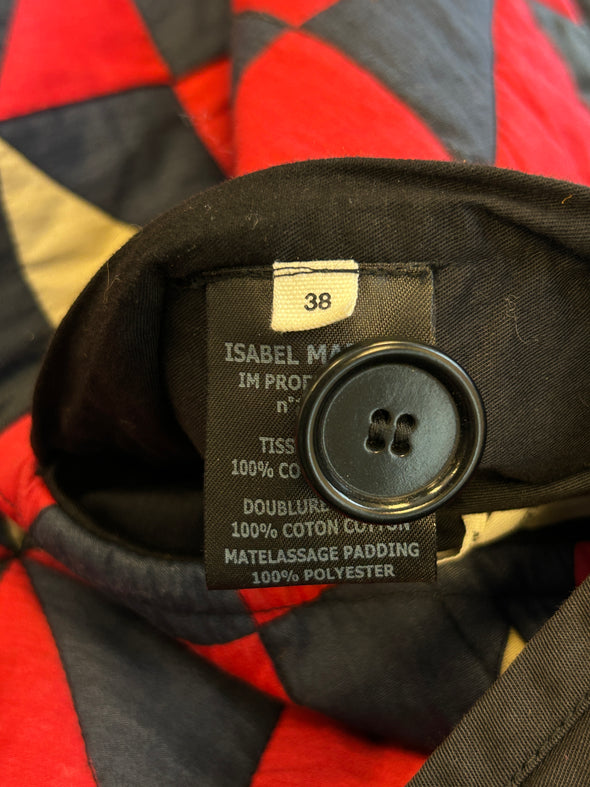 38
ISABEL MA
IM PROD
n°
TISS
100% CO
DOUBLURE
100% COTON COTTON
MATELASSAGE PADDING
100% POLYESTER